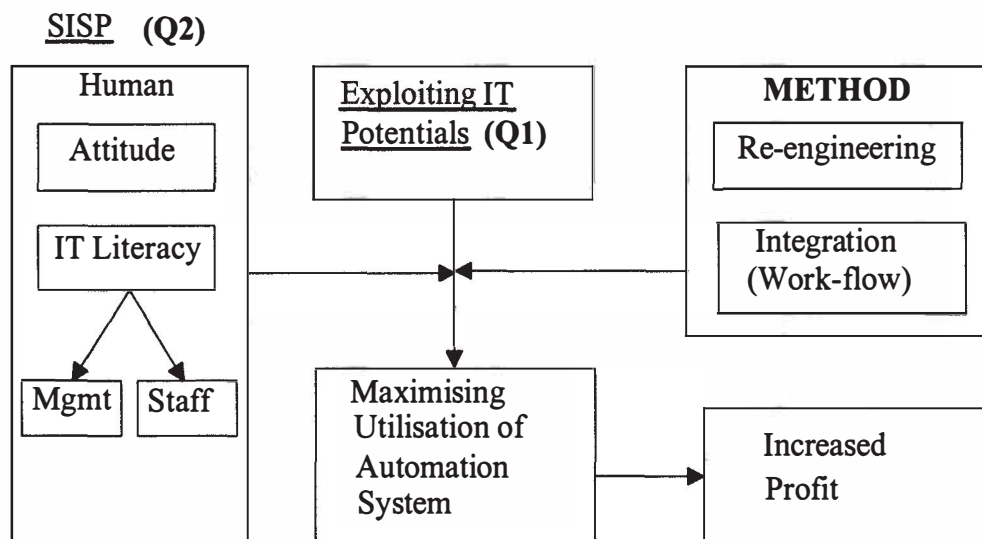 SISP (Q2)
Human
Attitude
IT Literacy
Mgmt
Staff
Exploiting IT
Potentials (Q1)
METHOD
Re-engineering
Integration
(Work-flow)
Maximising
Utilisation of
Automation
System
Increased
Profit